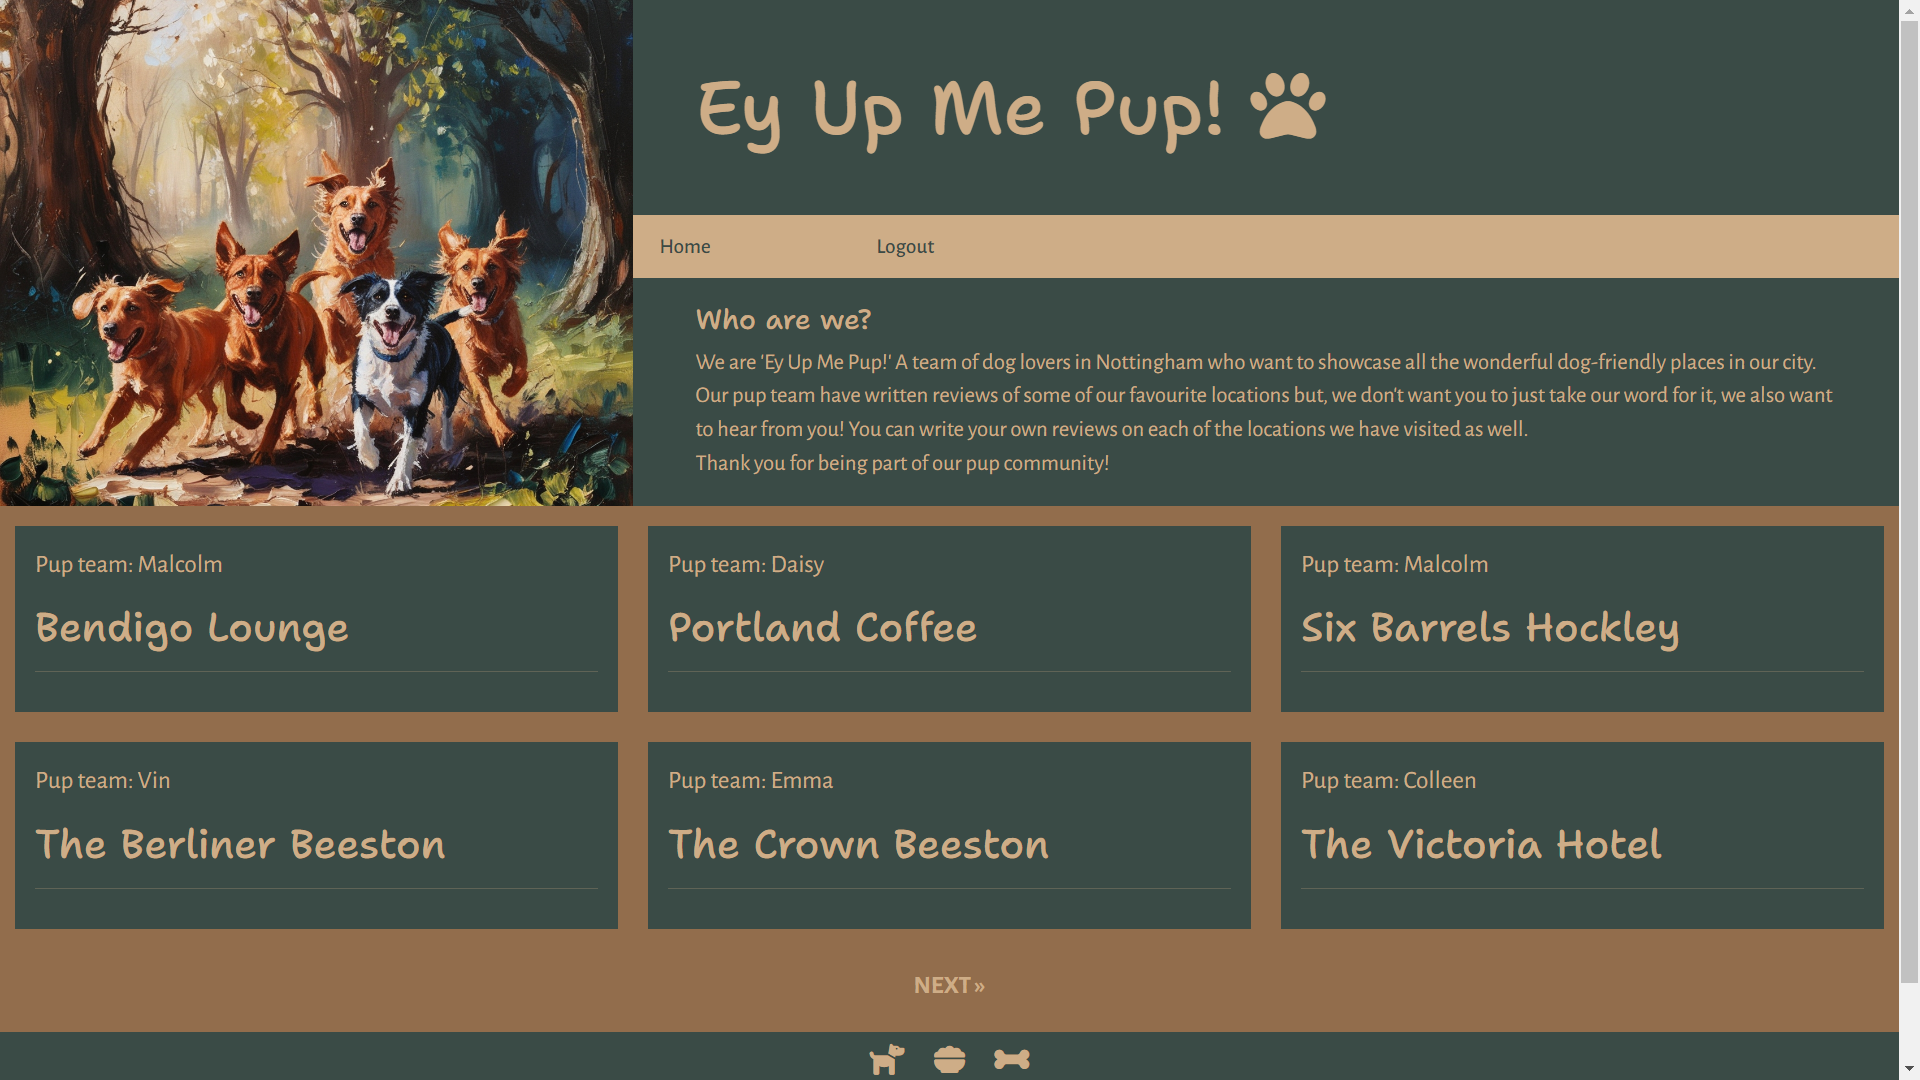 Ey Up Me Pup!
Home
Logout
Who are we?
We are 'Ey Up Me Pup!' A team of dog lovers in Nottingham who want to showcase all the wonderful dog-friendly places in our city.
Our pup team have written reviews of some of our favourite locations but, we don't want you to just take our word for it, we also want
to hear from you! You can write your own reviews on each of the locations we have visited as well.
Thank you for being part of our pup community!
Pup team: Malcolm
Bendigo Lounge
Pup team: Daisy
Portland Coffee
Pup team: Malcolm
Six Barrels Hockley
Pup team: Vin
The Berliner Beeston
Pup team: Emma
The Crown Beeston
Pup team: Colleen
The Victoria Hotel
NEXT »